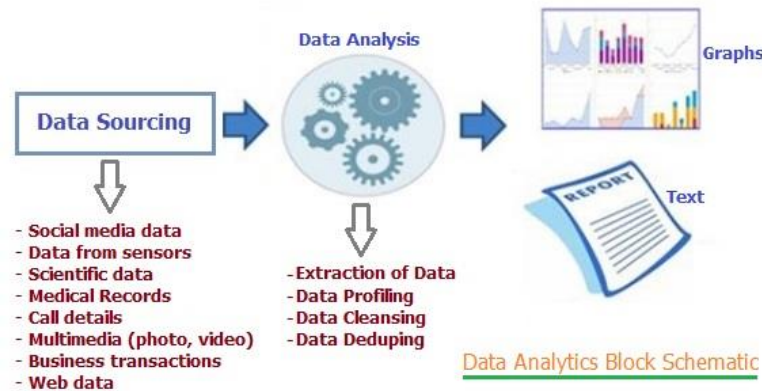 Data Analysis
Graphs
Data Sourcing
REPORT
Text
- Social media data
- Data from sensors
- Scientific data
- Medical Records
- Call details
- Multimedia (photo, video)
- Business transactions
- Web data
-Extraction of Data
-Data Profiling
-Data Cleansing
-Data Deduping
Data Analytics Block Schematic